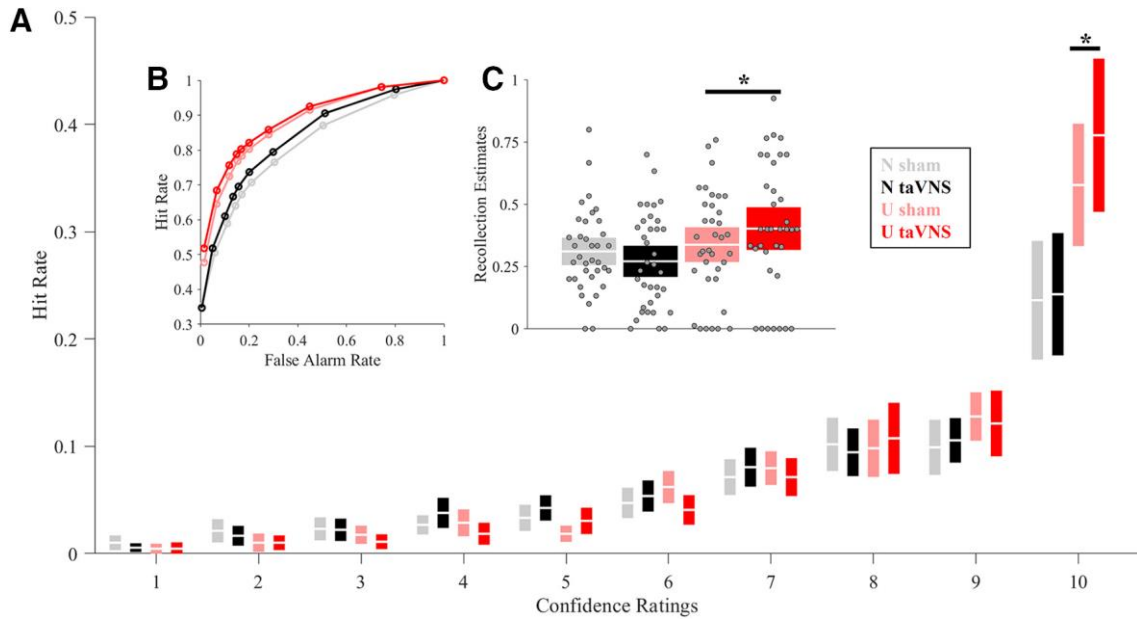 A
0.5
0.4
0.3
0.2
0.1
0
Hit Rate
1 2 3 4 5 6 7 8 9 10
Confidence Ratings
*
B
1
0.9
0.8
0.7
0.6
0.5
0.4
0.3
Hit Rate
0 0.2 0.4 0.6 0.8 1
False Alarm Rate
C
*
1
0.75
0.5
0.25
0
Recollection Estimates
N sham
N taVNS
U sham
U taVNS